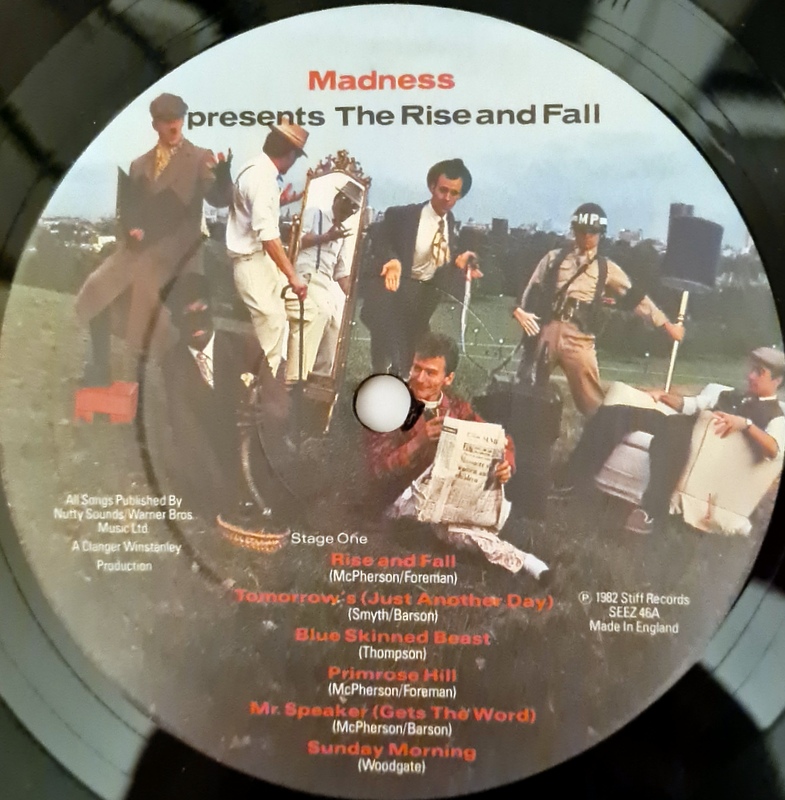 Madness
presents The Rise and Fall
MP
All Songs Published By
Nutty Sounds, Warner Bros.
Music Ltd.
A Clanger Winstanley
Production
Stage One
Rise and Fall
(McPherson/Foreman)
Tomorrow's (Just Another Day)
(Smyth/Barson)
Blue Skinned Beast
(Thompson)
Primrose Hill
(McPherson/Foreman)
Mr. Speaker (Gets The Word)
(McPherson/Barson)
Sunday Morning
(Woodgate)
℗ 1982 Stiff Records
SEEZ 46A
Made In England